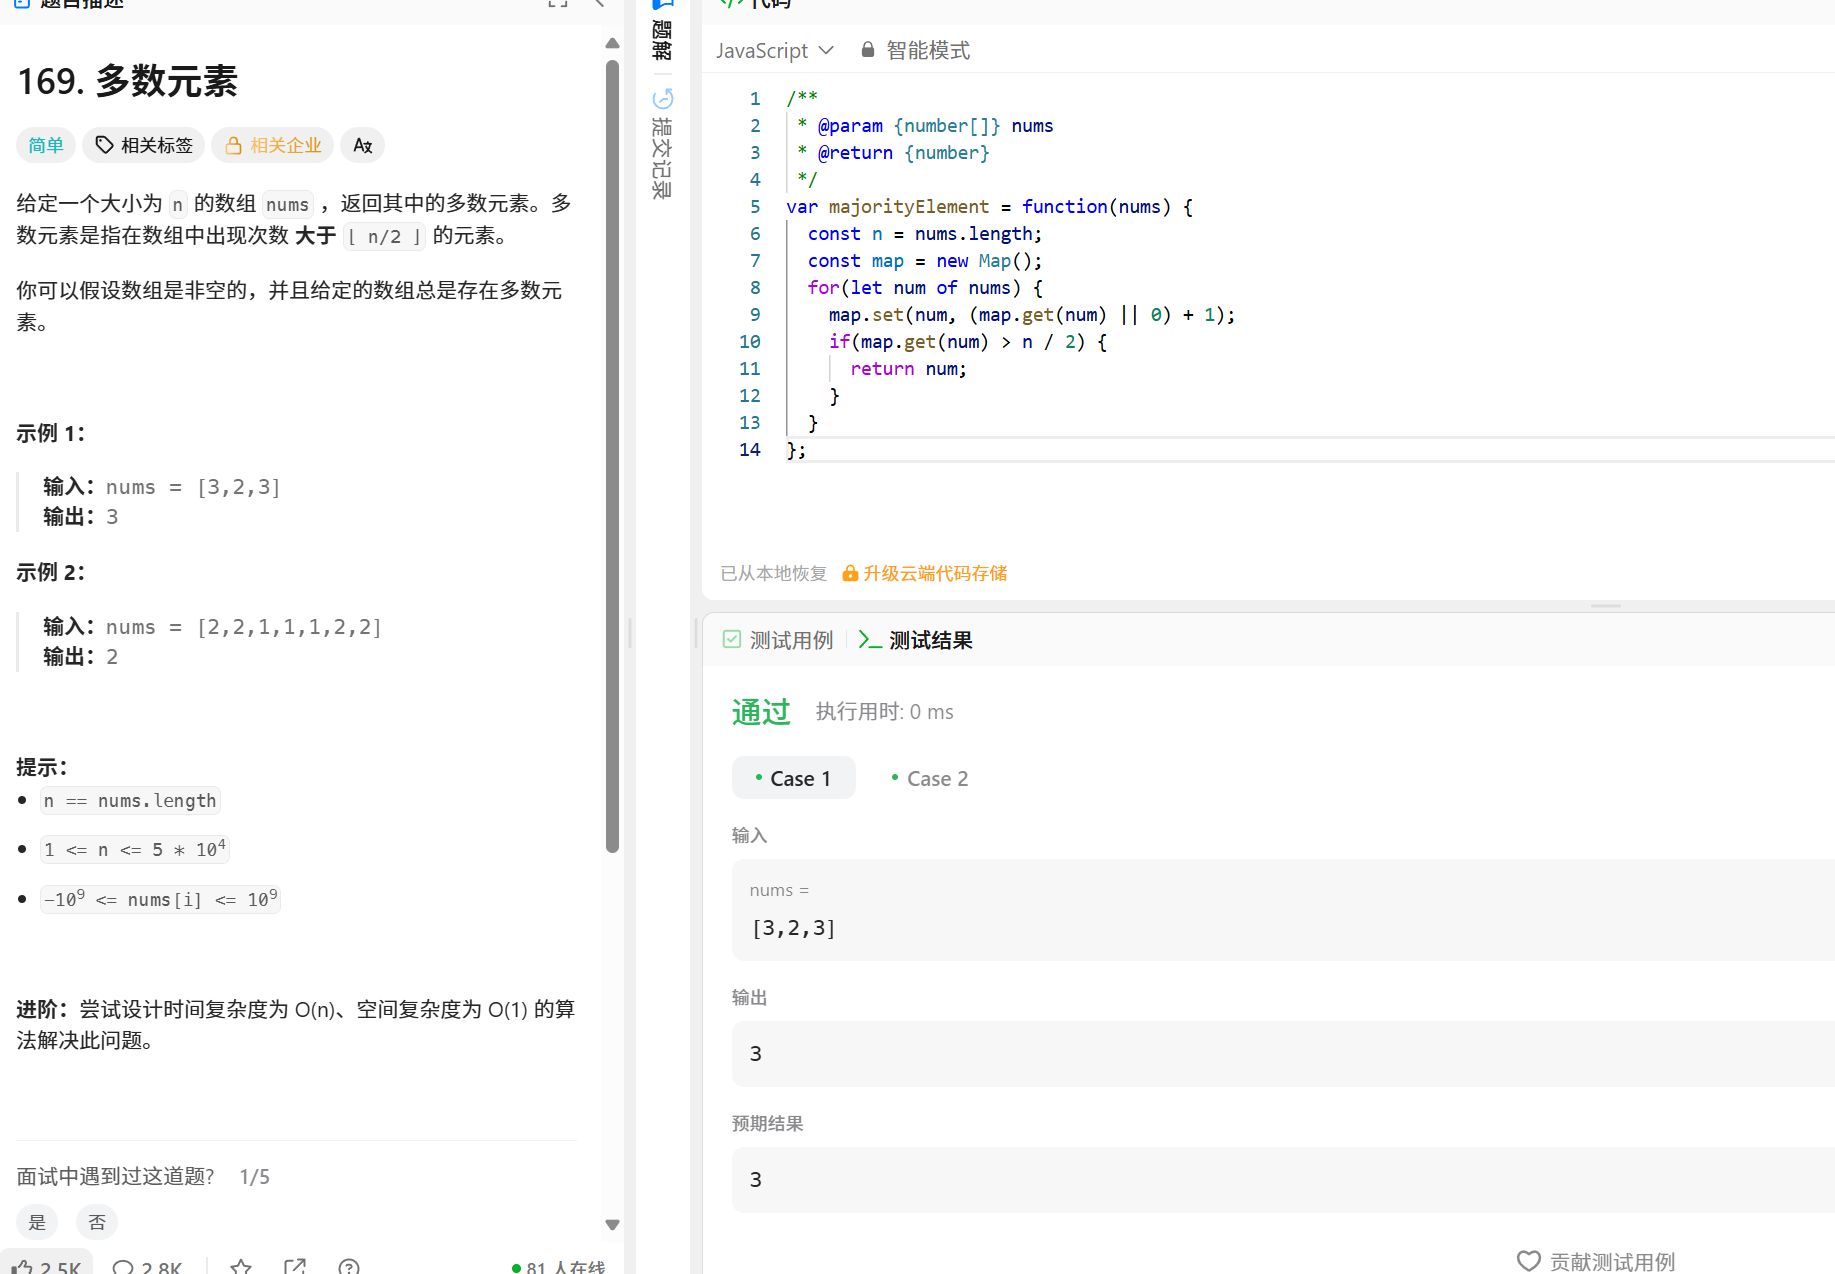 题目描述
169. 多数元素
简单 相关标签 相关企业 Aあ
给定一个大小为 n 的数组 nums ，返回其中的多数元素。多
数元素是指在数组中出现次数 大于 ⌊ n/2 ⌋ 的元素。
你可以假设数组是非空的，并且给定的数组总是存在多数元
素。
示例 1：
输入：nums = [3,2,3]
输出：3
示例 2：
输入：nums = [2,2,1,1,1,2,2]
输出：2
提示：
n == nums.length
1 <= n <= 5 * 10⁴
-10⁹ <= nums[i] <= 10⁹
进阶：尝试设计时间复杂度为 O(n)、空间复杂度为 O(1) 的算
法解决此问题。
面试中遇到过这道题? 1/5
是 否
2.5K 2.8K 81 人在线
题解
提交记录
代码
JavaScript 智能模式
1 /**
2 * @param {number[]} nums
3 * @return {number}
4 */
5 var majorityElement = function(nums) {
6 const n = nums.length;
7 const map = new Map();
8 for(let num of nums) {
9 map.set(num, (map.get(num) || 0) + 1);
10 if(map.get(num) > n / 2) {
11 return num;
12 }
13 }
14 };
已从本地恢复 升级云端代码存储
测试用例 测试结果
通过 执行用时: 0 ms
Case 1 Case 2
输入
nums =
[3,2,3]
输出
3
预期结果
3
贡献测试用例